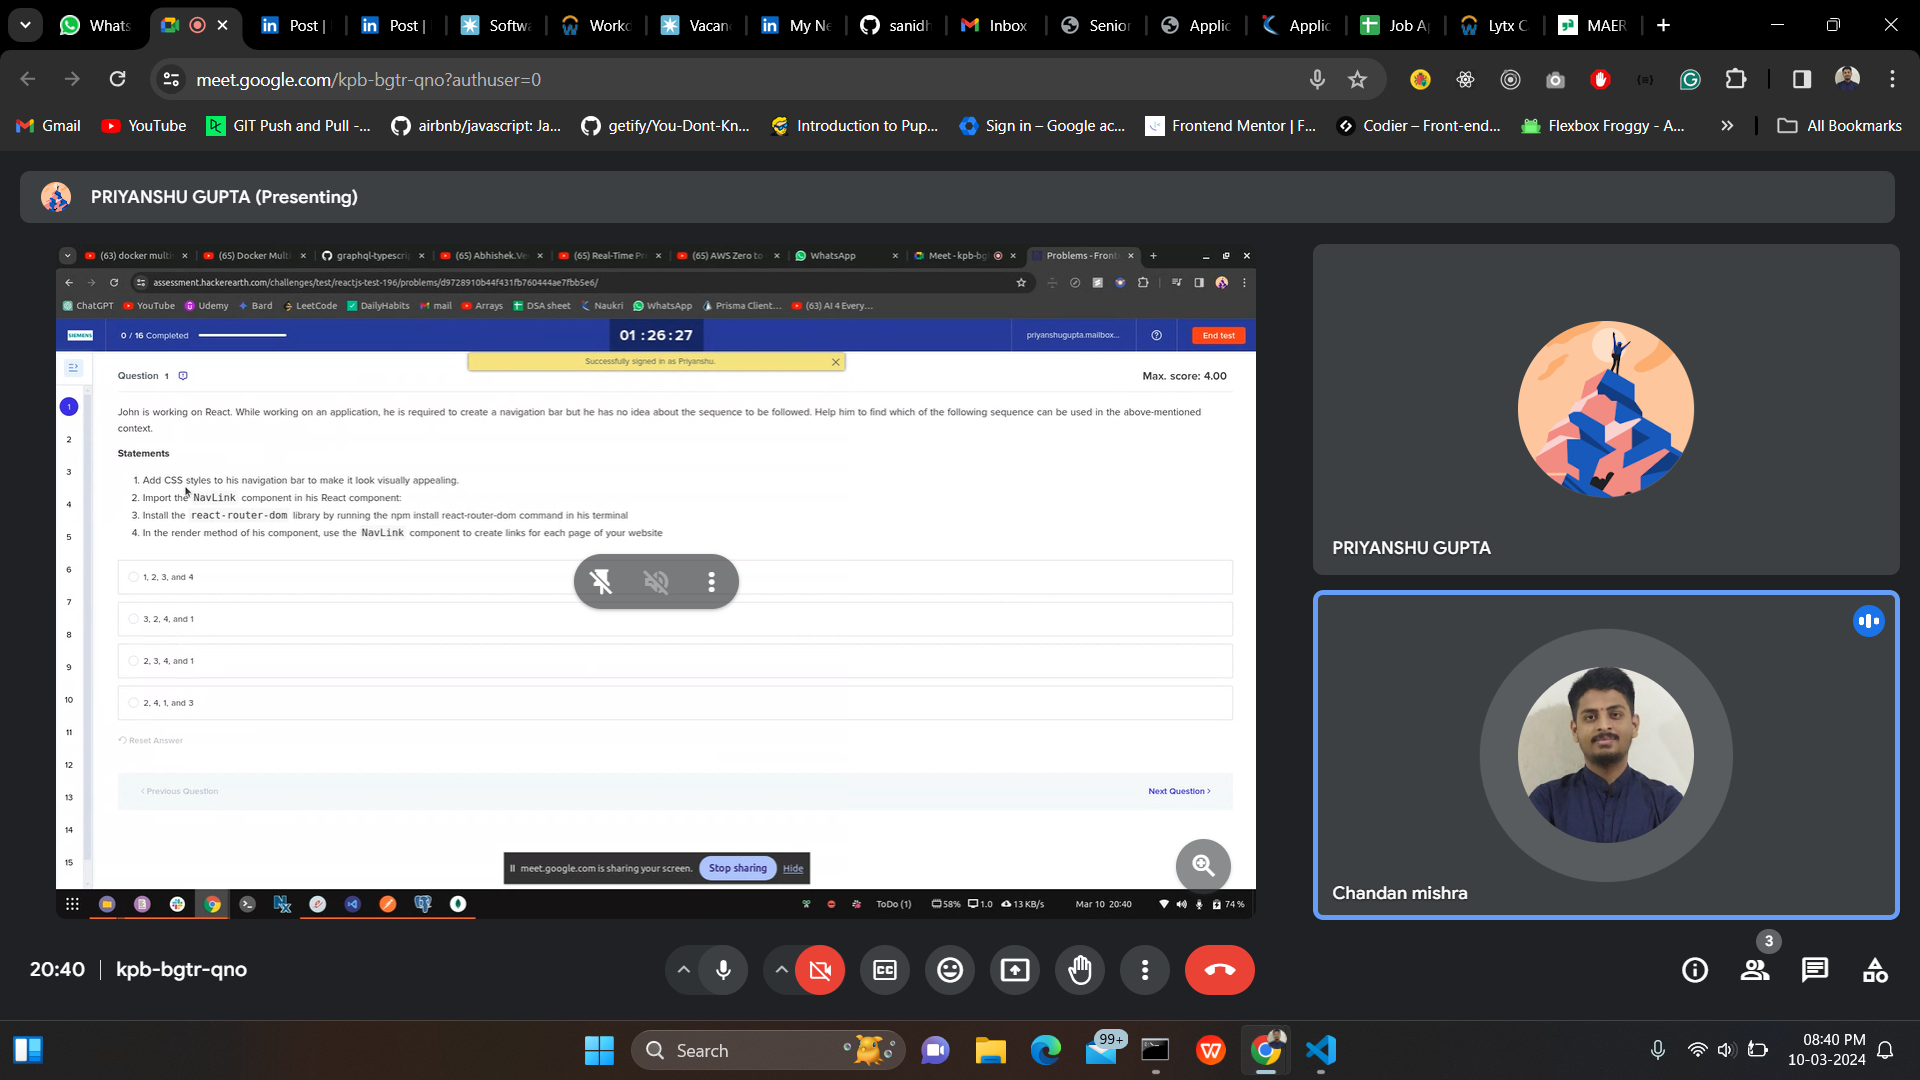 Whats
Post |
Post |
Softw
Workd
Vacan
My Ne
sanidh
Inbox
Senior
Applic
Applic
Job Ap
Lytx C
MAER
meet.google.com/kpb-bgtr-qno?authuser=0
Gmail
YouTube
GIT Push and Pull -...
airbnb/javascript: Ja...
getify/You-Dont-Kn...
Introduction to Pup...
Sign in – Google ac...
Frontend Mentor | F...
Codier – Front-end...
Flexbox Froggy - A...
All Bookmarks
PRIYANSHU GUPTA (Presenting)
(63) docker multi
(65) Docker Multi
graphql-typescri
(65) Abhishek.Ve
(65) Real-Time Pr
(65) AWS Zero to
WhatsApp
Meet - kpb-bg
Problems - Front
assessment.hackerearth.com/challenges/test/reactjs-test-196/problems/d9728910b44f431fb760444ae7fbb5e6/
ChatGPT
YouTube
Udemy
Bard
LeetCode
DailyHabits
mail
Arrays
DSA sheet
Naukri
WhatsApp
Prisma Client...
(63) AI 4 Every...
SIEMENS
0 / 16 Completed
01 : 26 : 27
priyanshugupta.mailbox...
End test
Successfully signed in as Priyanshu.
Question 1
Max. score: 4.00
John is working on React. While working on an application, he is required to create a navigation bar but he has no idea about the sequence to be followed. Help him to find which of the following sequence can be used in the above-mentioned
context.
Statements
1. Add CSS styles to his navigation bar to make it look visually appealing.
2. Import the NavLink component in his React component:
3. Install the react-router-dom library by running the npm install react-router-dom command in his terminal
4. In the render method of his component, use the NavLink component to create links for each page of your website
1, 2, 3, and 4
3, 2, 4, and 1
2, 3, 4, and 1
2, 4, 1, and 3
Reset Answer
< Previous Question
Next Question >
1
2
3
4
5
6
7
8
9
10
11
12
13
14
15
meet.google.com is sharing your screen.
Stop sharing
Hide
ToDo (1)
58%
1.0
13 KB/s
Mar 10 20:40
74 %
PRIYANSHU GUPTA
Chandan mishra
20:40
kpb-bgtr-qno
3
Search
99+
08:40 PM
10-03-2024